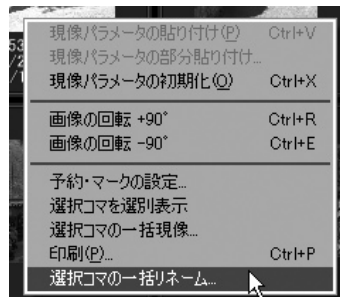 53
現像パラメータの貼り付け(P) Ctrl+V
/2
現像パラメータの部分貼り付け...
/1
現像パラメータの初期化(O) Ctrl+X
画像の回転 +90° Ctrl+R
画像の回転 -90° Ctrl+E
予約・マークの設定...
選択コマを選別表示
選択コマの一括現像...
印刷(P)... Ctrl+P
選択コマの一括リネーム...